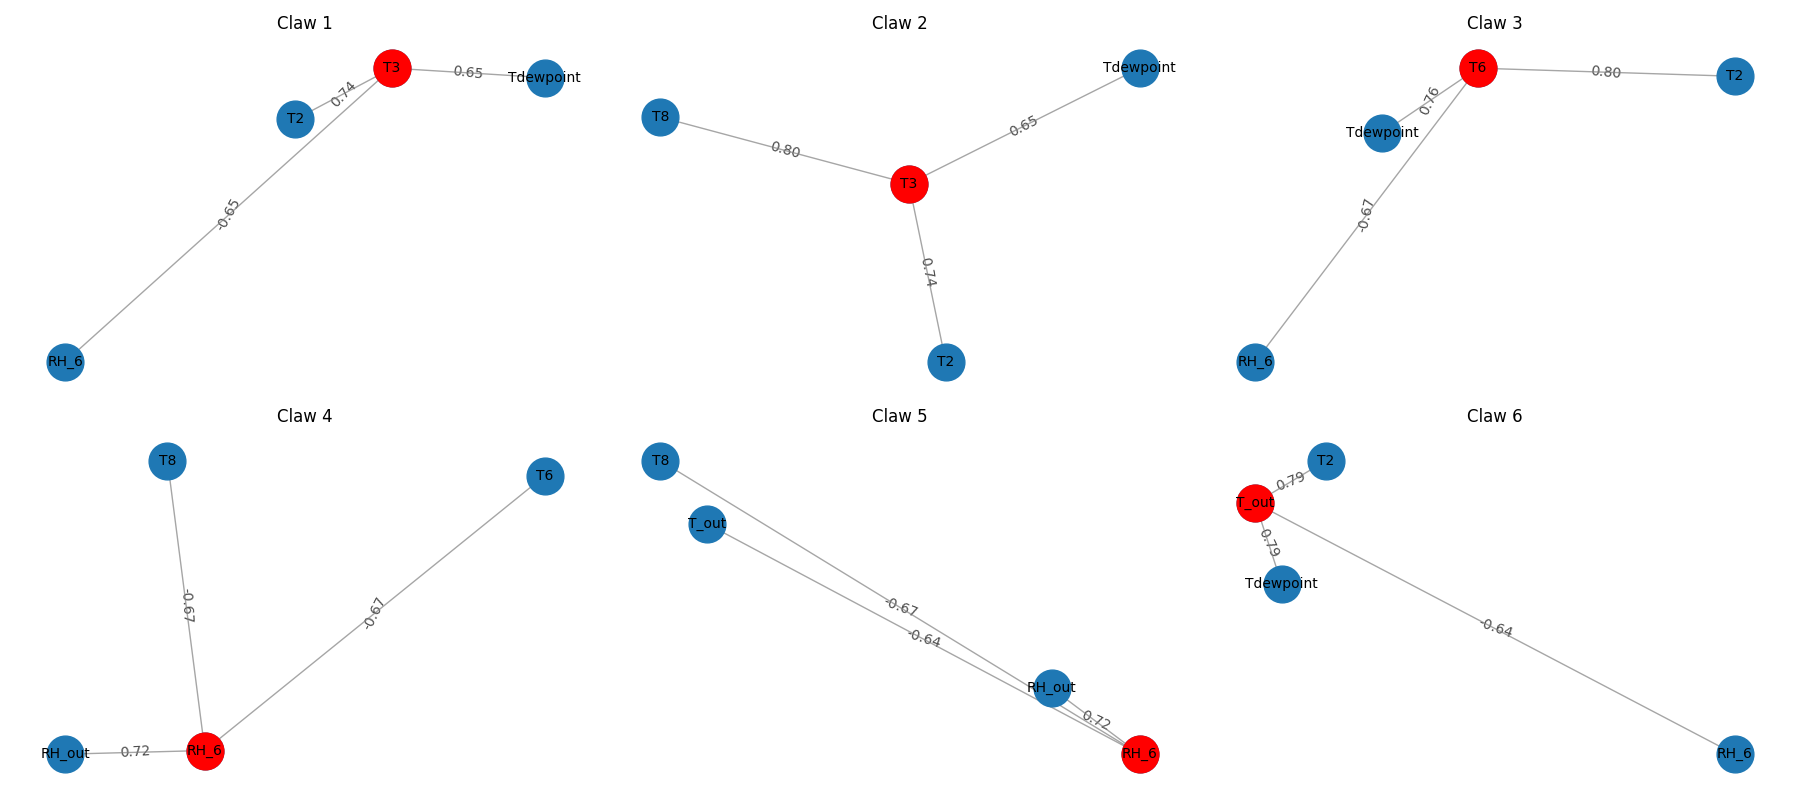 Claw 1
T3
0.65
Tdewpoint
0.74
T2
-0.65
RH_6
Claw 2
Tdewpoint
T8
0.65
0.80
T3
0.74
T2
Claw 3
T6
0.80
T2
0.76
Tdewpoint
-0.67
RH_6
Claw 4
T8
T6
-0.67
-0.67
RH_out
0.72
RH_6
Claw 5
T8
T_out
-0.67
-0.64
RH_out
0.72
RH_6
Claw 6
T2
0.79
T_out
0.79
Tdewpoint
-0.64
RH_6